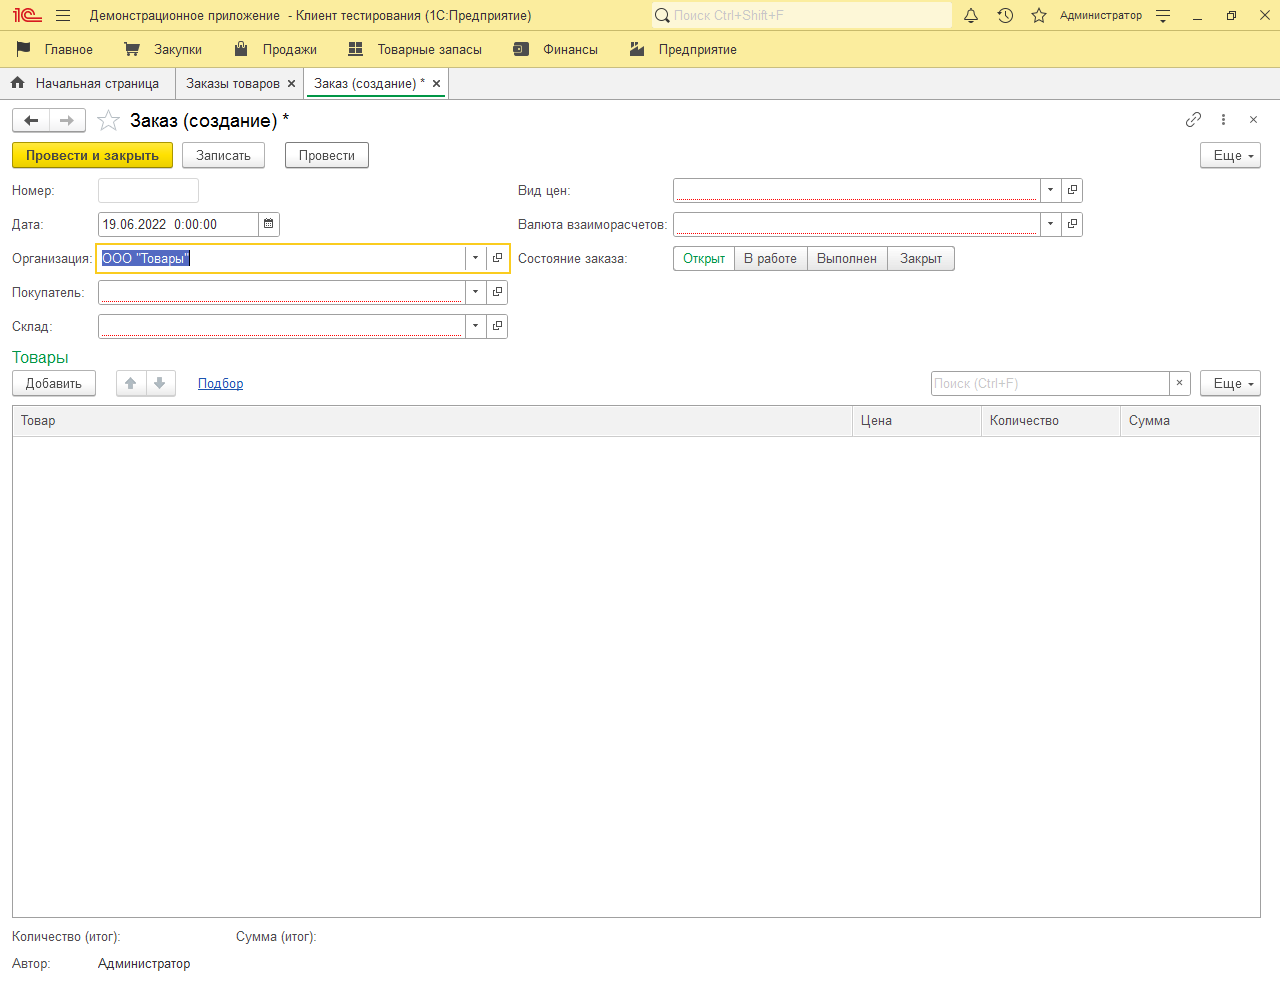 1С Демонстрационное приложение - Клиент тестирования (1С:Предприятие) Поиск Ctrl+Shift+F Администратор
Главное Закупки Продажи Товарные запасы Финансы Предприятие
Начальная страница Заказы товаров Заказ (создание) *
Заказ (создание) *
Провести и закрыть Записать Провести Еще
Номер: Вид цен:
Дата: 19.06.2022 0:00:00 Валюта взаиморасчетов:
Организация: ООО "Товары" Состояние заказа: Открыт В работе Выполнен Закрыт
Покупатель:
Склад:
Товары
Добавить Подбор Поиск (Ctrl+F) Еще
Товар Цена Количество Сумма
Количество (итог): Сумма (итог):
Автор: Администратор